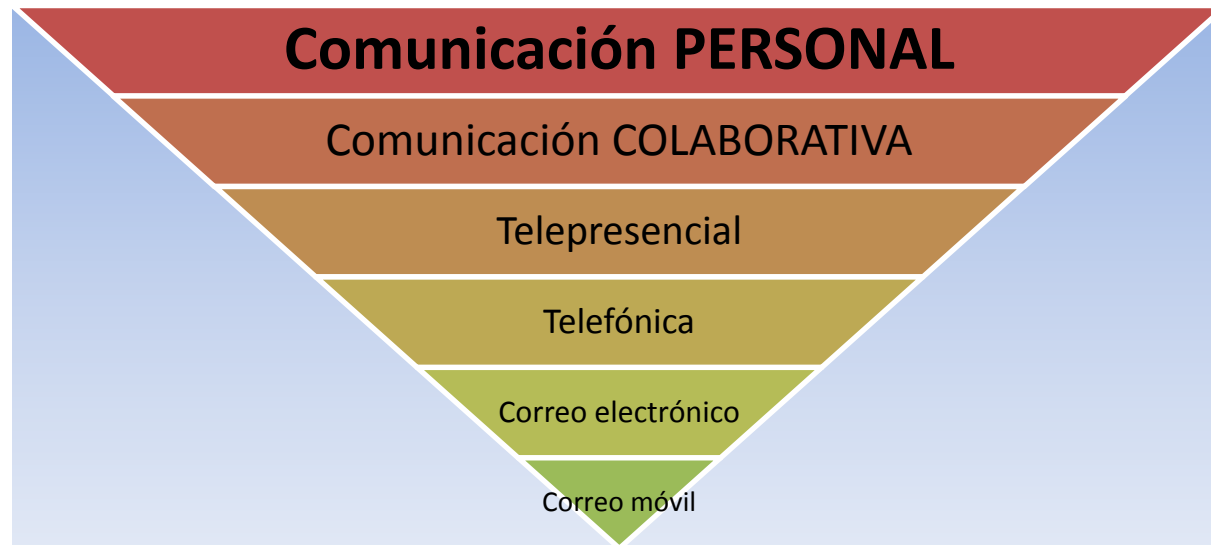 Comunicación PERSONAL
Comunicación COLABORATIVA
Telepresencial
Telefónica
Correo electrónico
Correo móvil